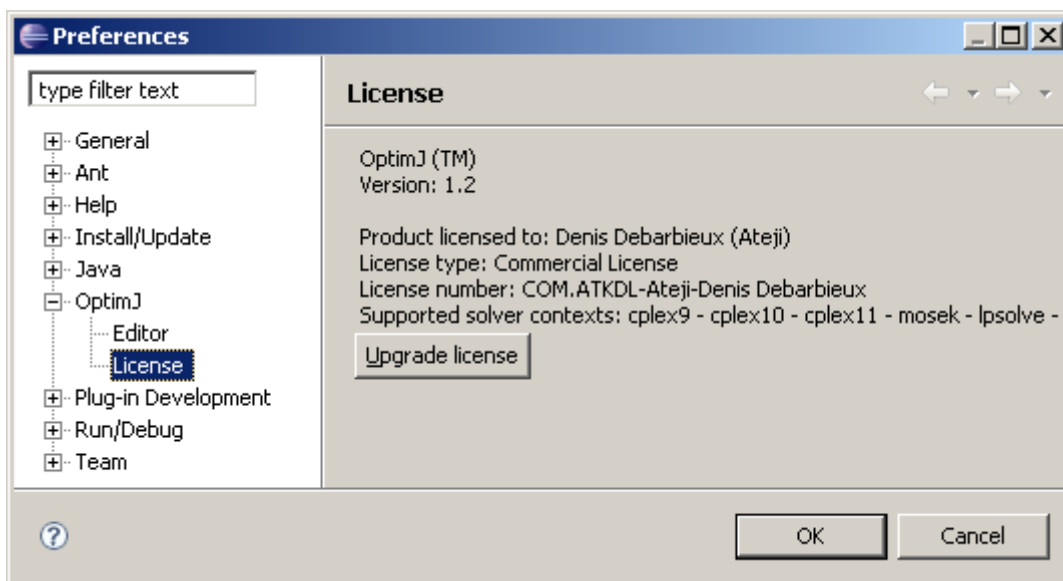 Preferences
type filter text
License
General
Ant
Help
Install/Update
Java
OptimJ
Editor
License
Plug-in Development
Run/Debug
Team
OptimJ (TM)
Version: 1.2
Product licensed to: Denis Debarbieux (Ateji)
License type: Commercial License
License number: COM.ATKDL-Ateji-Denis Debarbieux
Supported solver contexts: cplex9 - cplex10 - cplex11 - mosek - lpsolve -
Upgrade license
OK
Cancel